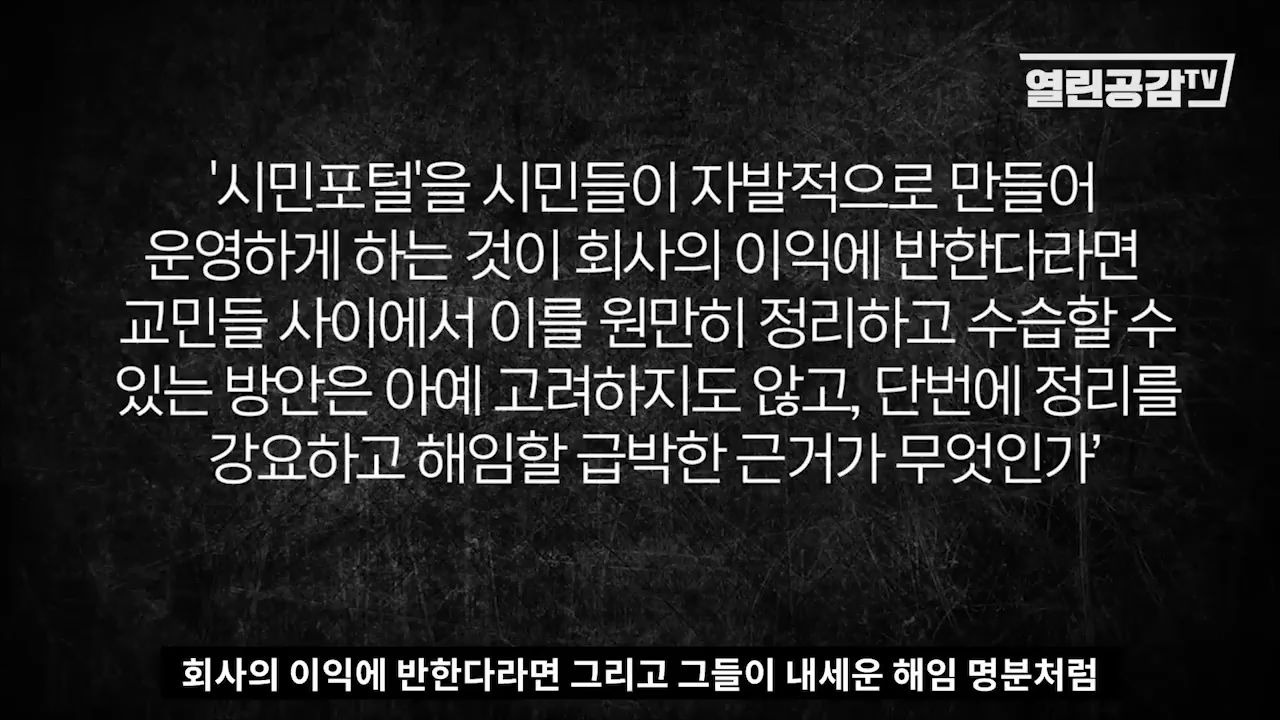 열린공감TV
'시민포털'을 시민들이 자발적으로 만들어
운영하게 하는 것이 회사의 이익에 반한다라면
교민들 사이에서 이를 원만히 정리하고 수습할 수
있는 방안은 아예 고려하지도 않고, 단번에 정리를
강요하고 해임할 급박한 근거가 무엇인가’
회사의 이익에 반한다라면 그리고 그들이 내세운 해임 명분처럼